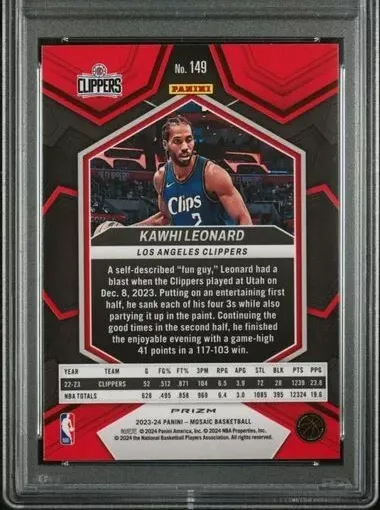 CLIPPERS
No. 149
PANINI
Clips
2
KAWHI LEONARD
LOS ANGELES CLIPPERS
A self-described "fun guy," Leonard had a
blast when the Clippers played at Utah on
Dec. 8, 2023. Putting on an entertaining first
half, he sank each of his four 3s while also
partying it up in the paint. Continuing the
good times in the second half, he finished
the enjoyable evening with a game-high
41 points in a 117-103 win.
YEAR TEAM G FG% FT% 3PM RPG APG STL BLK PTS PPG
22-23 CLIPPERS 52 .512 .871 104 6.5 3.9 72 28 1239 23.8
NBA TOTALS 628 .495 .858 960 6.4 3.0 1085 385 12324 19.6
PRIZM
2023-24 PANINI – MOSAIC BASKETBALL
© 2024 Panini America, Inc. © 2024 NBA Properties, Inc.
© 2024 the National Basketball Players Association. All rights reserved.
NBA